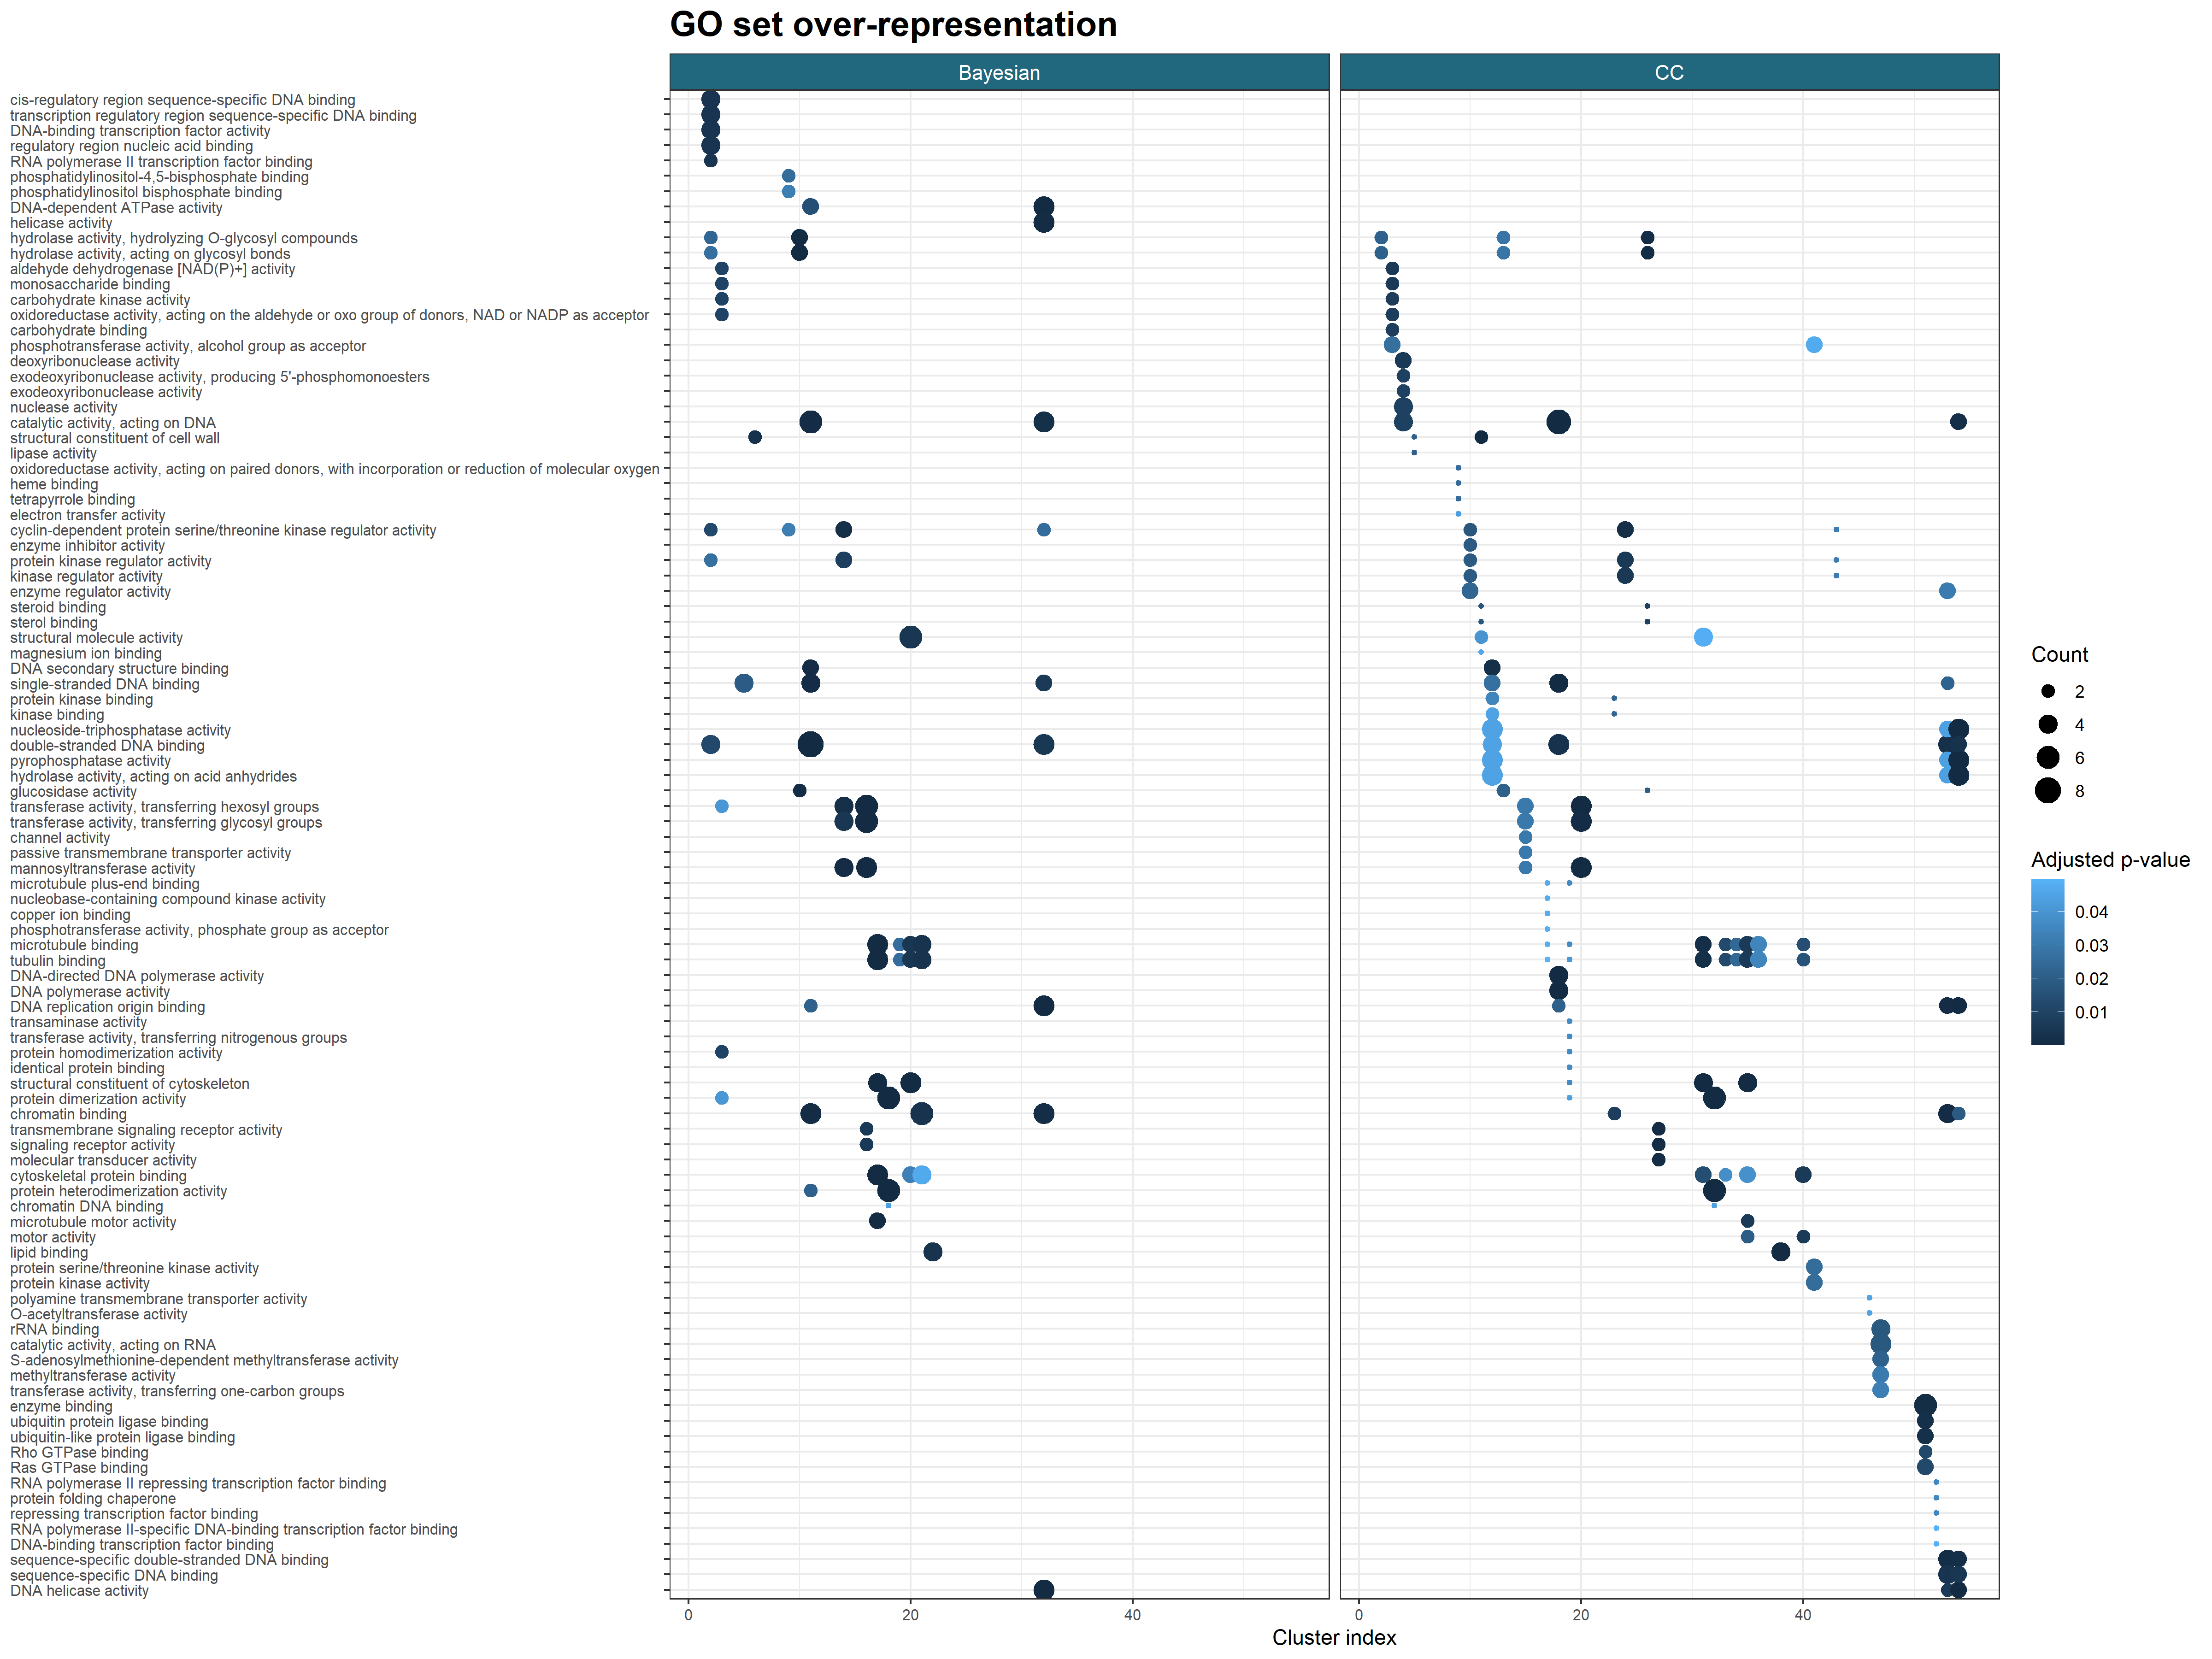 GO set over-representation
Bayesian
CC
cis-regulatory region sequence-specific DNA binding
transcription regulatory region sequence-specific DNA binding
DNA-binding transcription factor activity
regulatory region nucleic acid binding
RNA polymerase II transcription factor binding
phosphatidylinositol-4,5-bisphosphate binding
phosphatidylinositol bisphosphate binding
DNA-dependent ATPase activity
helicase activity
hydrolase activity, hydrolyzing O-glycosyl compounds
hydrolase activity, acting on glycosyl bonds
aldehyde dehydrogenase [NAD(P)+] activity
monosaccharide binding
carbohydrate kinase activity
oxidoreductase activity, acting on the aldehyde or oxo group of donors, NAD or NADP as acceptor
carbohydrate binding
phosphotransferase activity, alcohol group as acceptor
deoxyribonuclease activity
exodeoxyribonuclease activity, producing 5'-phosphomonoesters
exodeoxyribonuclease activity
nuclease activity
catalytic activity, acting on DNA
structural constituent of cell wall
lipase activity
oxidoreductase activity, acting on paired donors, with incorporation or reduction of molecular oxygen
heme binding
tetrapyrrole binding
electron transfer activity
cyclin-dependent protein serine/threonine kinase regulator activity
enzyme inhibitor activity
protein kinase regulator activity
kinase regulator activity
enzyme regulator activity
steroid binding
sterol binding
structural molecule activity
magnesium ion binding
DNA secondary structure binding
single-stranded DNA binding
protein kinase binding
kinase binding
nucleoside-triphosphatase activity
double-stranded DNA binding
pyrophosphatase activity
hydrolase activity, acting on acid anhydrides
glucosidase activity
transferase activity, transferring hexosyl groups
transferase activity, transferring glycosyl groups
channel activity
passive transmembrane transporter activity
mannosyltransferase activity
microtubule plus-end binding
nucleobase-containing compound kinase activity
copper ion binding
phosphotransferase activity, phosphate group as acceptor
microtubule binding
tubulin binding
DNA-directed DNA polymerase activity
DNA polymerase activity
DNA replication origin binding
transaminase activity
transferase activity, transferring nitrogenous groups
protein homodimerization activity
identical protein binding
structural constituent of cytoskeleton
protein dimerization activity
chromatin binding
transmembrane signaling receptor activity
signaling receptor activity
molecular transducer activity
cytoskeletal protein binding
protein heterodimerization activity
chromatin DNA binding
microtubule motor activity
motor activity
lipid binding
protein serine/threonine kinase activity
protein kinase activity
polyamine transmembrane transporter activity
O-acetyltransferase activity
rRNA binding
catalytic activity, acting on RNA
S-adenosylmethionine-dependent methyltransferase activity
methyltransferase activity
transferase activity, transferring one-carbon groups
enzyme binding
ubiquitin protein ligase binding
ubiquitin-like protein ligase binding
Rho GTPase binding
Ras GTPase binding
RNA polymerase II repressing transcription factor binding
protein folding chaperone
repressing transcription factor binding
RNA polymerase II-specific DNA-binding transcription factor binding
DNA-binding transcription factor binding
sequence-specific double-stranded DNA binding
sequence-specific DNA binding
DNA helicase activity
0 20 40
0 20 40
Cluster index
Count
2
4
6
8
Adjusted p-value
0.04
0.03
0.02
0.01